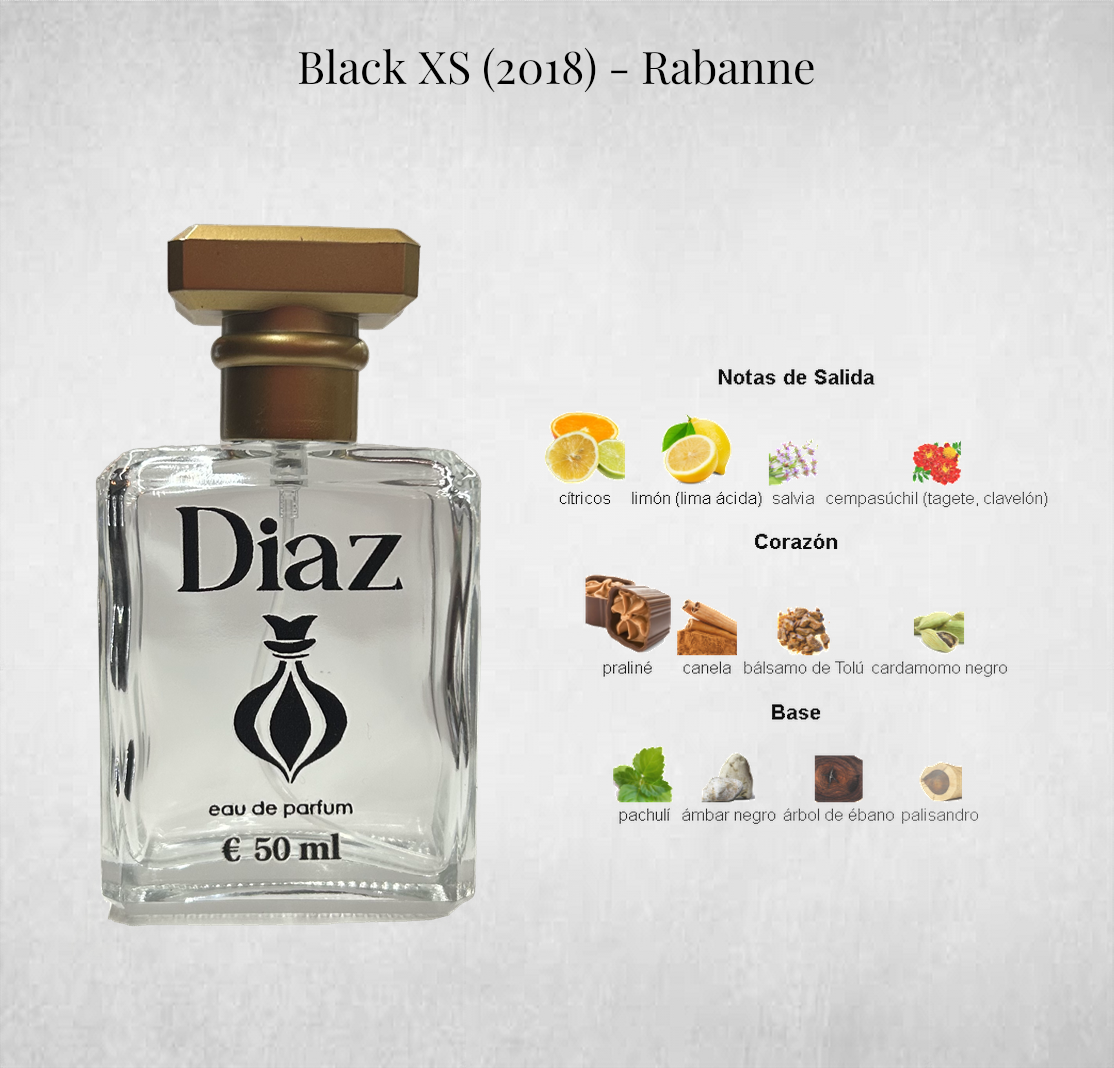 Black XS (2018) - Rabanne
Diaz
eau de parfum
€ 50 ml
Notas de Salida
cítricos limón (lima ácida) salvia cempasúchil (tagete, clavelón)
Corazón
praliné canela bálsamo de Tolú cardamomo negro
Base
pachulí ámbar negro árbol de ébano palisandro